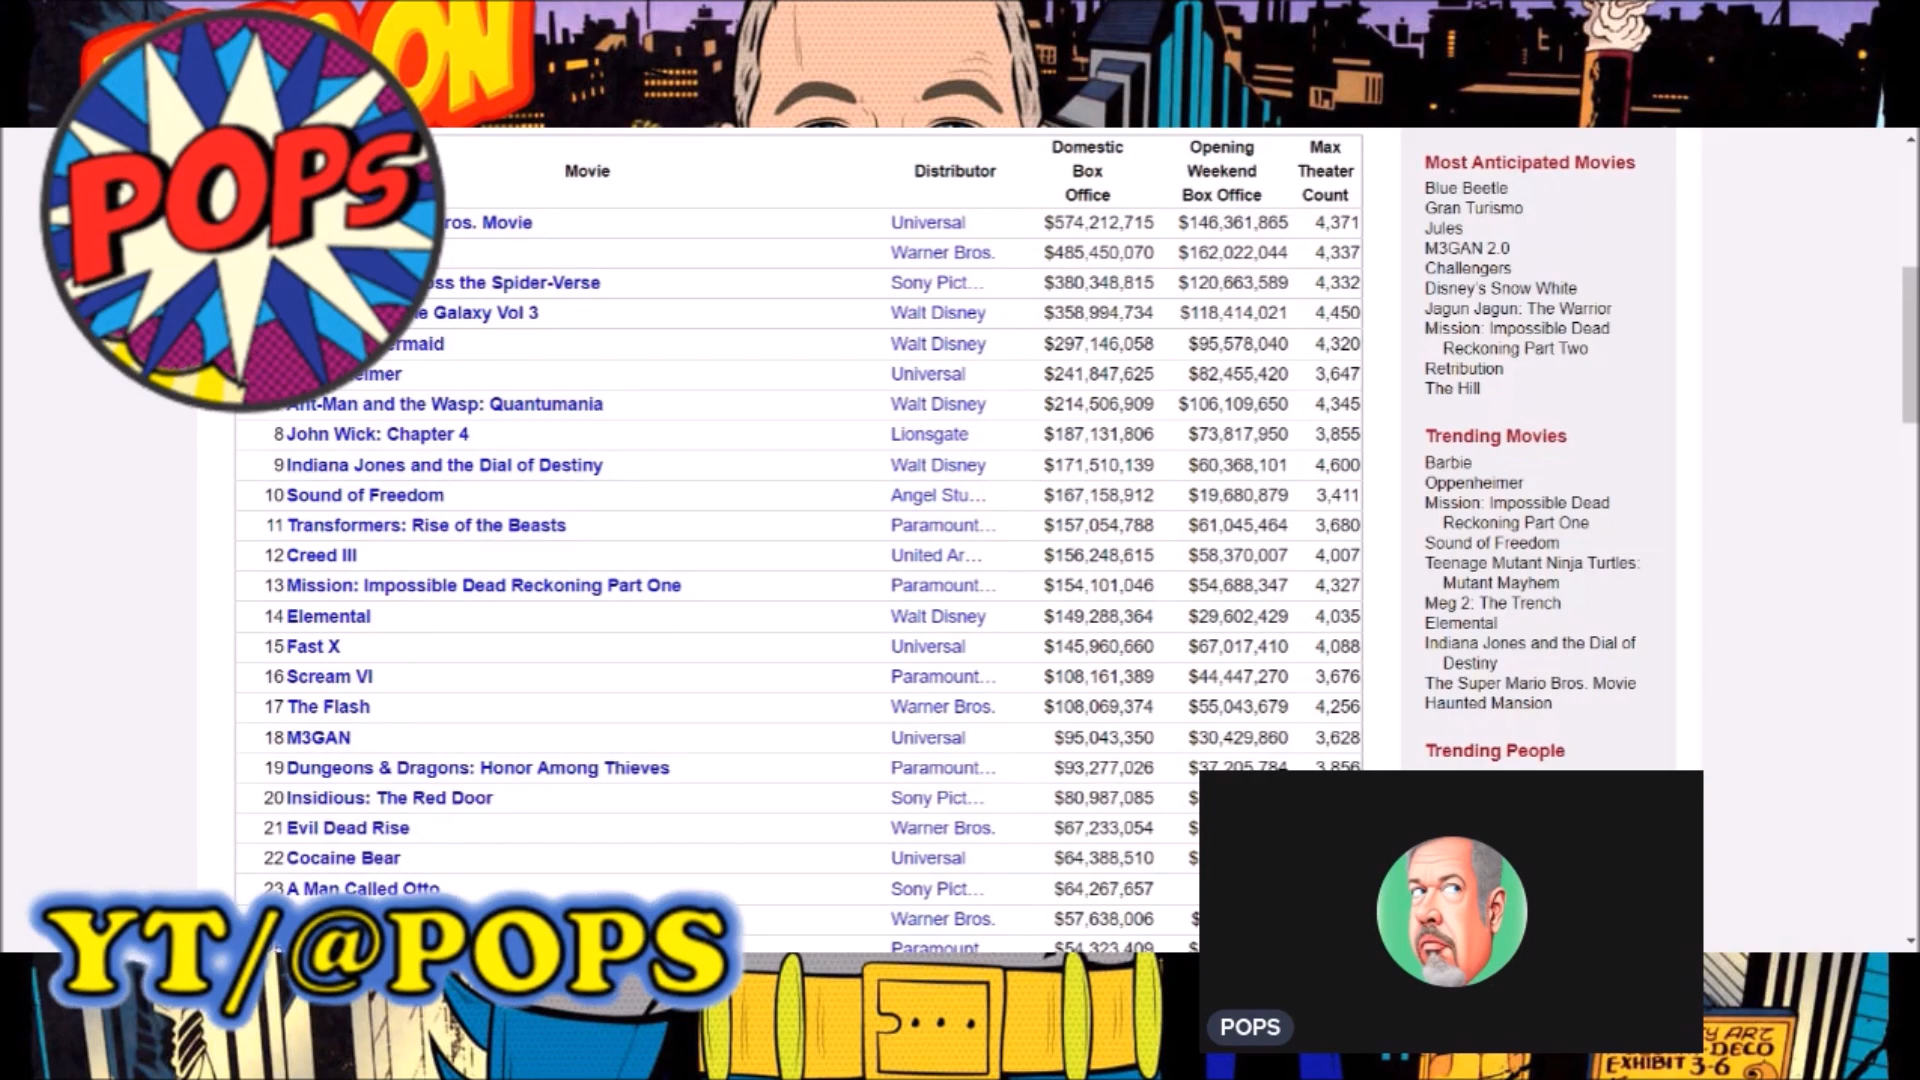 OON
POPS
Movie Distributor Domestic Box Office Opening Weekend Box Office Max Theater Count
ros. Movie Universal $574,212,715 $146,361,865 4,371
Warner Bros. $485,450,070 $162,022,044 4,337
oss the Spider-Verse Sony Pict... $380,348,815 $120,663,589 4,332
e Galaxy Vol 3 Walt Disney $358,994,734 $118,414,021 4,450
ermaid Walt Disney $297,146,058 $95,578,040 4,320
eimer Universal $241,847,625 $82,455,420 3,647
Ant-Man and the Wasp: Quantumania Walt Disney $214,506,909 $106,109,650 4,345
8 John Wick: Chapter 4 Lionsgate $187,131,806 $73,817,950 3,855
9 Indiana Jones and the Dial of Destiny Walt Disney $171,510,139 $60,368,101 4,600
10 Sound of Freedom Angel Stu... $167,158,912 $19,680,879 3,411
11 Transformers: Rise of the Beasts Paramount... $157,054,788 $61,045,464 3,680
12 Creed III United Ar... $156,248,615 $58,370,007 4,007
13 Mission: Impossible Dead Reckoning Part One Paramount... $154,101,046 $54,688,347 4,327
14 Elemental Walt Disney $149,288,364 $29,602,429 4,035
15 Fast X Universal $145,960,660 $67,017,410 4,088
16 Scream VI Paramount... $108,161,389 $44,447,270 3,676
17 The Flash Warner Bros. $108,069,374 $55,043,679 4,256
18 M3GAN Universal $95,043,350 $30,429,860 3,628
19 Dungeons & Dragons: Honor Among Thieves Paramount... $93,277,026 $37,205,784 3,856
20 Insidious: The Red Door Sony Pict... $80,987,085 $
21 Evil Dead Rise Warner Bros. $67,233,054 $
22 Cocaine Bear Universal $64,388,510 $
23 A Man Called Otto Sony Pict... $64,267,657
Warner Bros. $57,638,006 $
Paramount $54,323,409 $
Most Anticipated Movies
Blue Beetle
Gran Turismo
Jules
M3GAN 2.0
Challengers
Disney's Snow White
Jagun Jagun: The Warrior
Mission: Impossible Dead
Reckoning Part Two
Retribution
The Hill
Trending Movies
Barbie
Oppenheimer
Mission: Impossible Dead
Reckoning Part One
Sound of Freedom
Teenage Mutant Ninja Turtles:
Mutant Mayhem
Meg 2: The Trench
Elemental
Indiana Jones and the Dial of
Destiny
The Super Mario Bros. Movie
Haunted Mansion
Trending People
YT/@POPS
POPS
Y ART
DECO
EXHIBIT 3-6